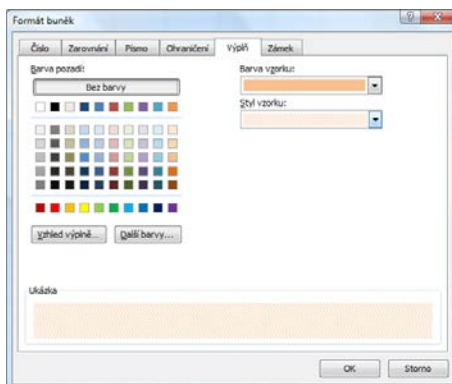 Formát buněk
Číslo Zarovnání Písmo Ohraničení Výplň Zámek
Barva pozadí: Barva vzorku:
Bez barvy
Styl vzorku:
Vzhled výplně... Další barvy...
Ukázka
OK Storno